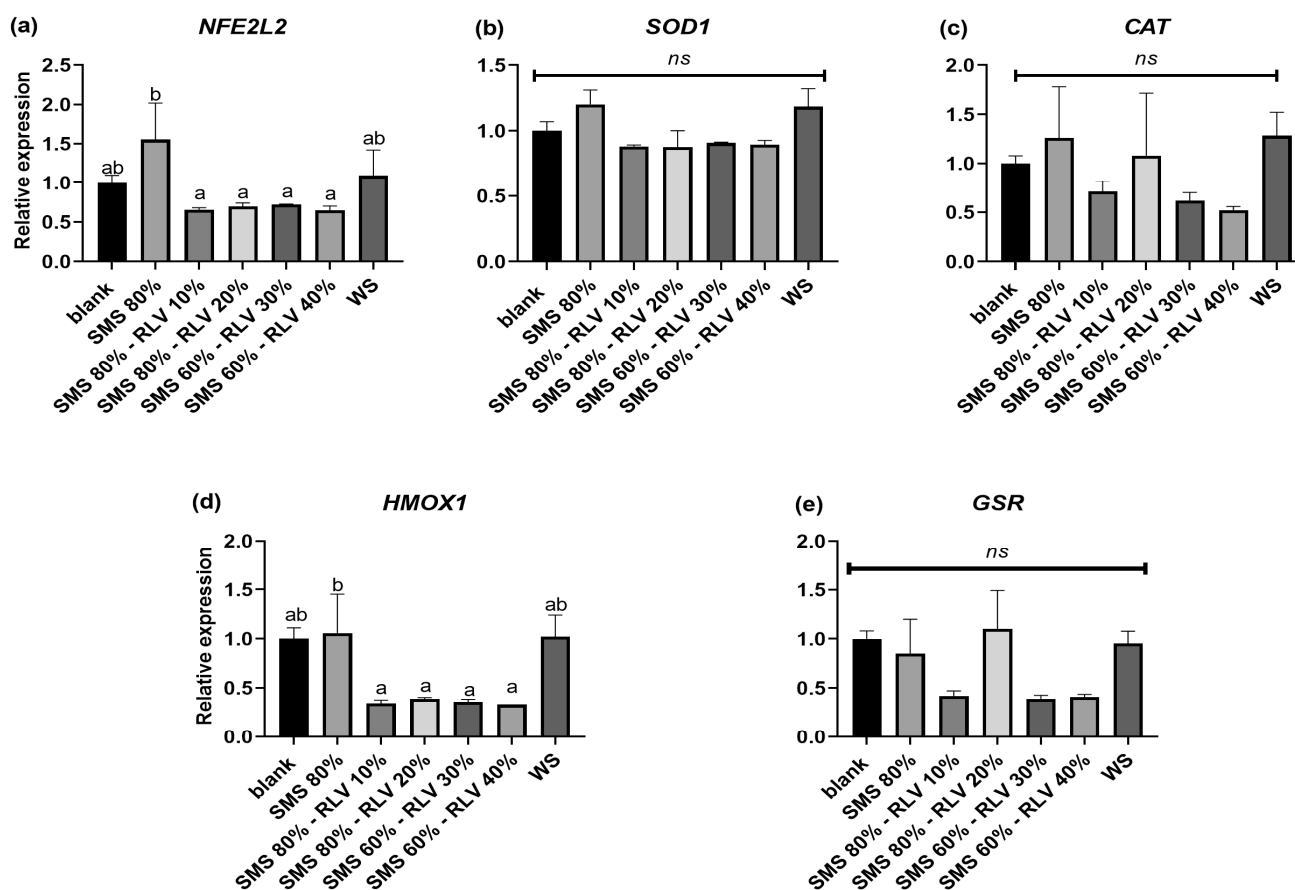 (a) NFE2L2
Relative expression
2.5
2.0
1.5
1.0
0.5
0.0
ab
b
a
a
a
a
ab
blank
SMS 80%
SMS 80% - RLV 10%
SMS 80% - RLV 20%
SMS 60% - RLV 30%
SMS 60% - RLV 40%
WS
(b) SOD1
ns
1.5
1.0
0.5
0.0
blank
SMS 80%
SMS 80% - RLV 10%
SMS 80% - RLV 20%
SMS 60% - RLV 30%
SMS 60% - RLV 40%
WS
(c) CAT
ns
2.0
1.5
1.0
0.5
0.0
blank
SMS 80%
SMS 80% - RLV 10%
SMS 80% - RLV 20%
SMS 60% - RLV 30%
SMS 60% - RLV 40%
WS
(d) HMOX1
Relative expression
2.0
1.5
1.0
0.5
0.0
ab
b
a
a
a
a
ab
blank
SMS 80%
SMS 80% - RLV 10%
SMS 80% - RLV 20%
SMS 60% - RLV 30%
SMS 60% - RLV 40%
WS
(e) GSR
ns
2.0
1.5
1.0
0.5
0.0
blank
SMS 80%
SMS 80% - RLV 10%
SMS 80% - RLV 20%
SMS 60% - RLV 30%
SMS 60% - RLV 40%
WS